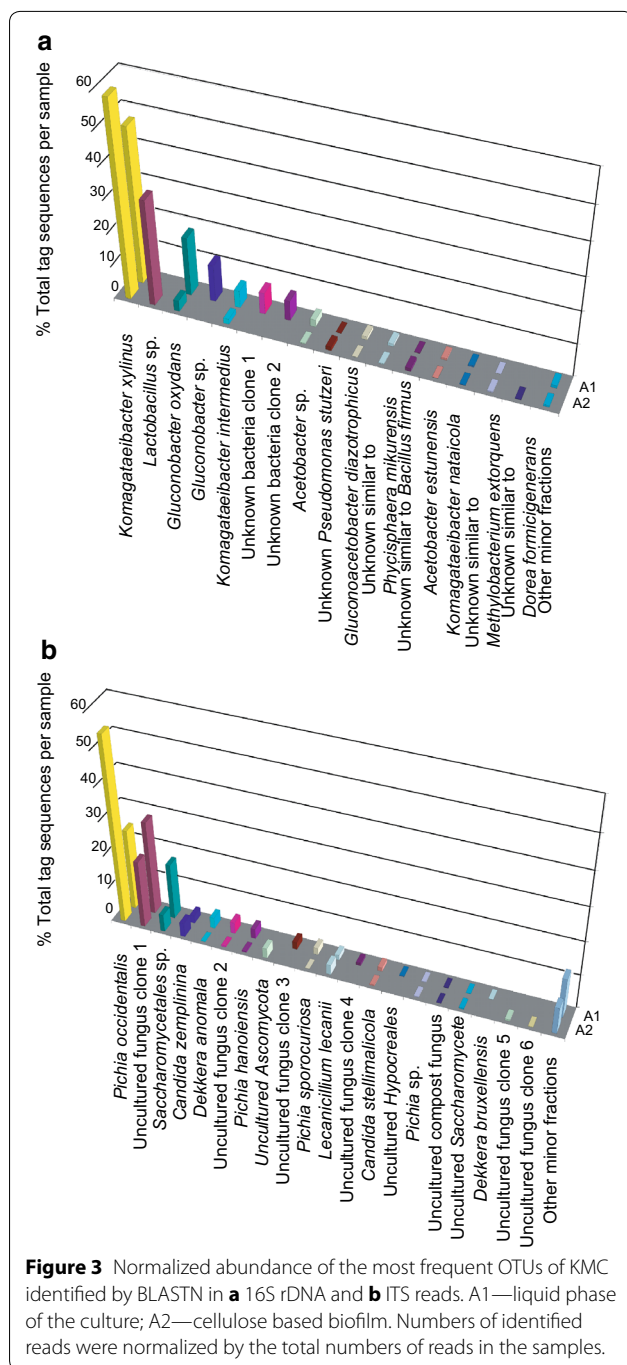 a
60
50
40
30
20
10
0
% Total tag sequences per sample
A1
A2
Komagataeibacter xylinus
Lactobacillus sp.
Gluconobacter oxydans
Gluconobacter sp.
Komagataeibacter intermedius
Unknown bacteria clone 1
Unknown bacteria clone 2
Acetobacter sp.
Unknown Pseudomonas stutzeri
Gluconoacetobacter diazotrophicus
Unknown similar to
Phycisphaera mikurensis
Unknown similar to Bacillus firmus
Acetobacter estunensis
Komagataeibacter nataicola
Unknown similar to
Methylobacterium extorquens
Unknown similar to
Dorea formicigenerans
Other minor fractions
b
60
50
40
30
20
10
0
% Total tag sequences per sample
A1
A2
Pichia occidentalis
Uncultured fungus clone 1
Saccharomycetales sp.
Candida zemplinina
Dekkera anomala
Uncultured fungus clone 2
Pichia hanoiensis
Uncultured Ascomycota
Uncultured fungus clone 3
Pichia sporocuriosa
Lecanicillium lecanii
Uncultured fungus clone 4
Candida stellimalicola
Uncultured Hypocreales
Pichia sp.
Uncultured compost fungus
Uncultured Saccharomycete
Dekkera bruxellensis
Uncultured fungus clone 5
Uncultured fungus clone 6
Other minor fractions
Figure 3 Normalized abundance of the most frequent OTUs of KMC
identified by BLASTN in a 16S rDNA and b ITS reads. A1—liquid phase
of the culture; A2—cellulose based biofilm. Numbers of identified
reads were normalized by the total numbers of reads in the samples.